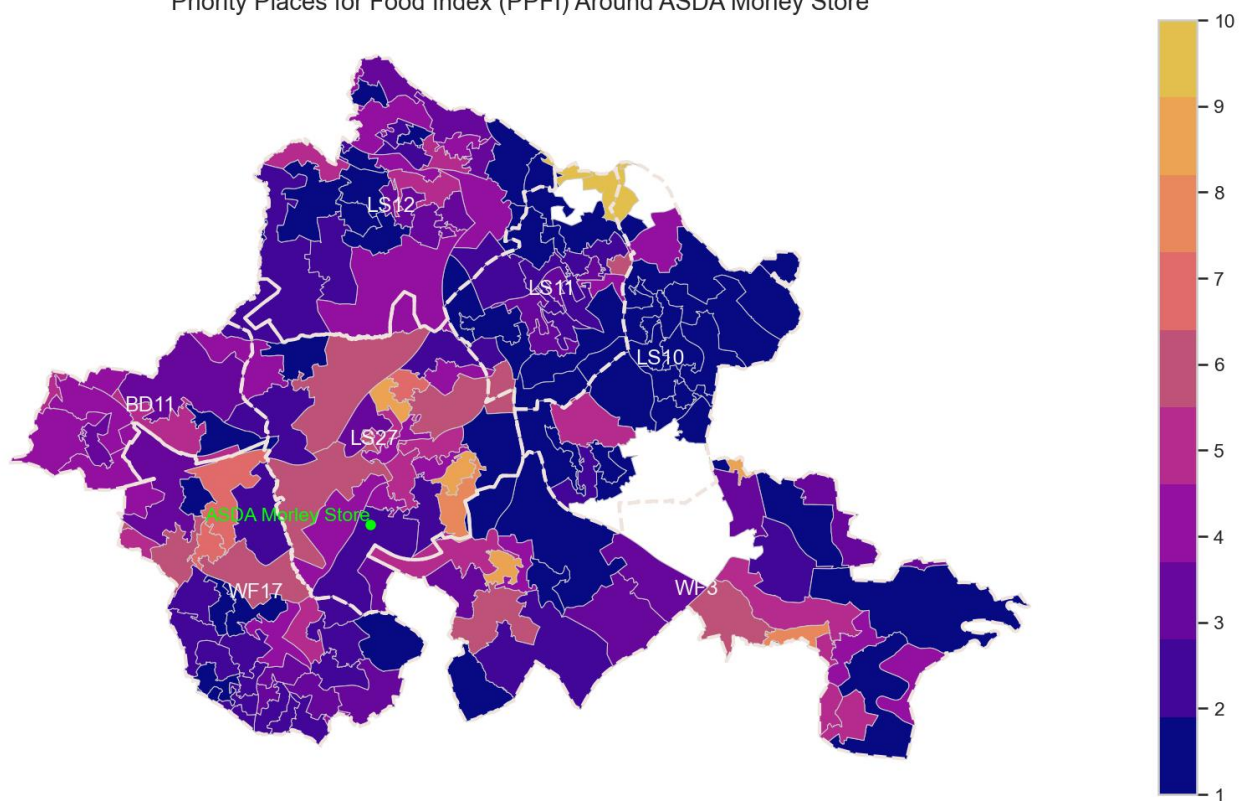 Priority Places for Food Index (PPFI) Around ASDA Morley Store
10
9
8
7
6
5
4
3
2
1
LS12
LS11
LS10
BD11
LS27
ASDA Morley Store
WF17
WF3